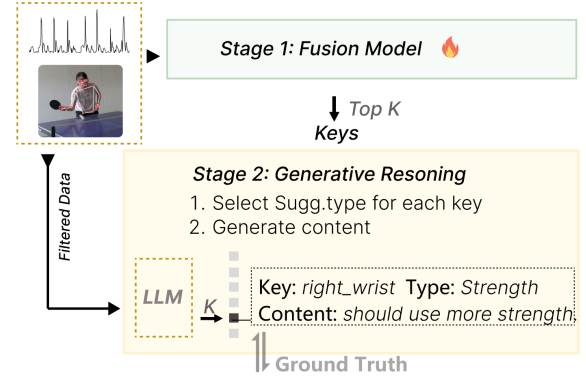 Stage 1: Fusion Model
Top K
Keys
Stage 2: Generative Resoning
1. Select Sugg.type for each key
2. Generate content
Filtered Data
LLM
K
Key: right_wrist Type: Strength
Content: should use more strength.
Ground Truth